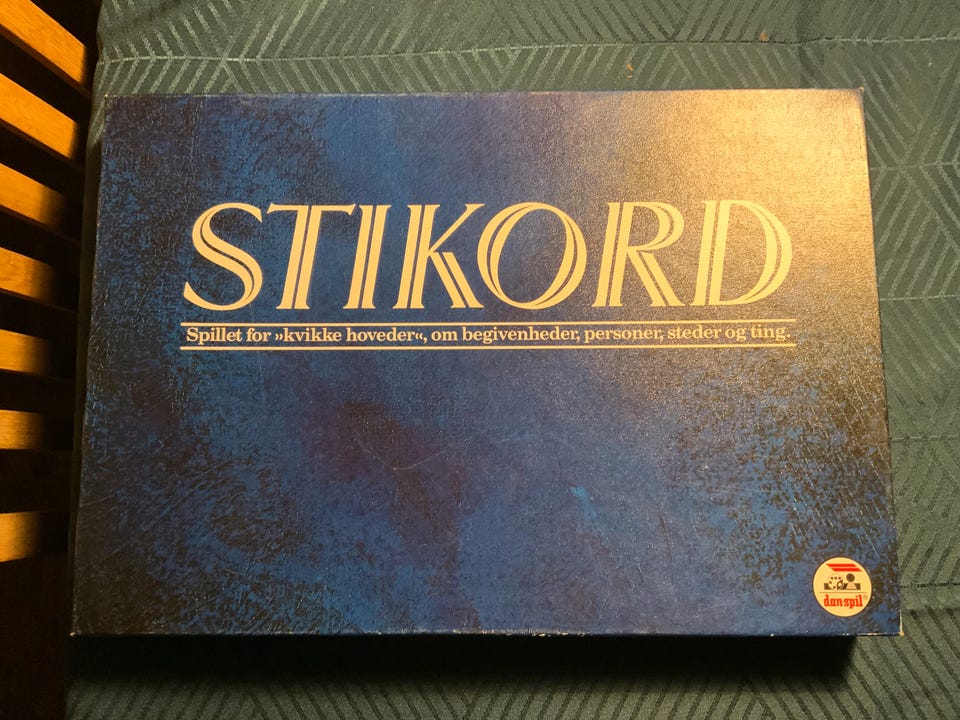 STIKORD
Spillet for »kvikke hoveder«, om begivenheder, personer, steder og ting.
dan-spil®